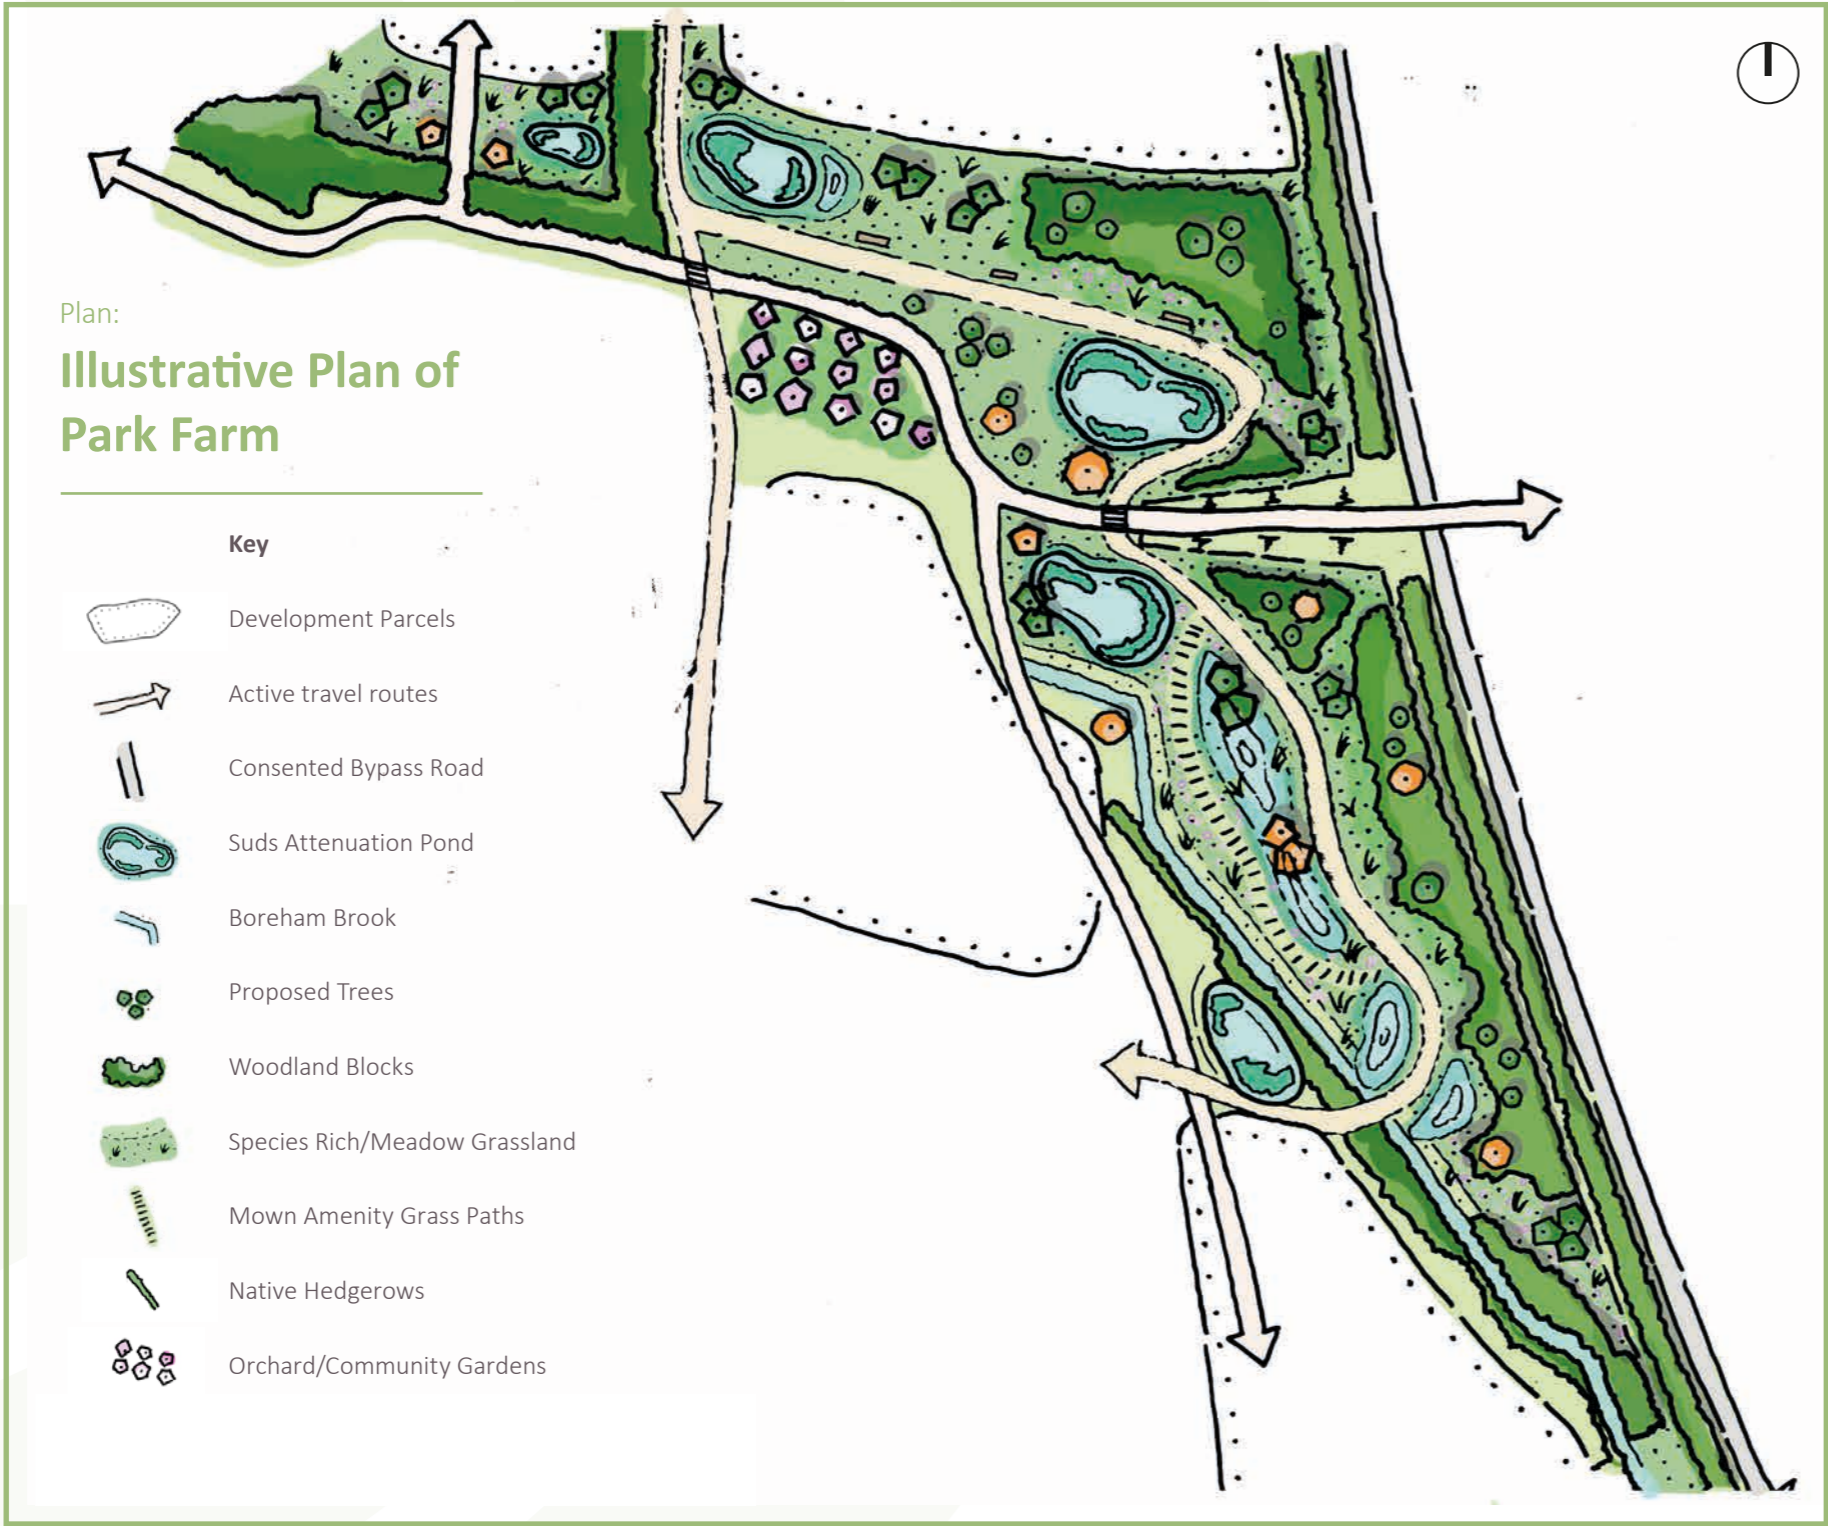 Plan:
Illustrative Plan of
Park Farm
Key
Development Parcels
Active travel routes
Consented Bypass Road
Suds Attenuation Pond
Boreham Brook
Proposed Trees
Woodland Blocks
Species Rich/Meadow Grassland
Mown Amenity Grass Paths
Native Hedgerows
Orchard/Community Gardens